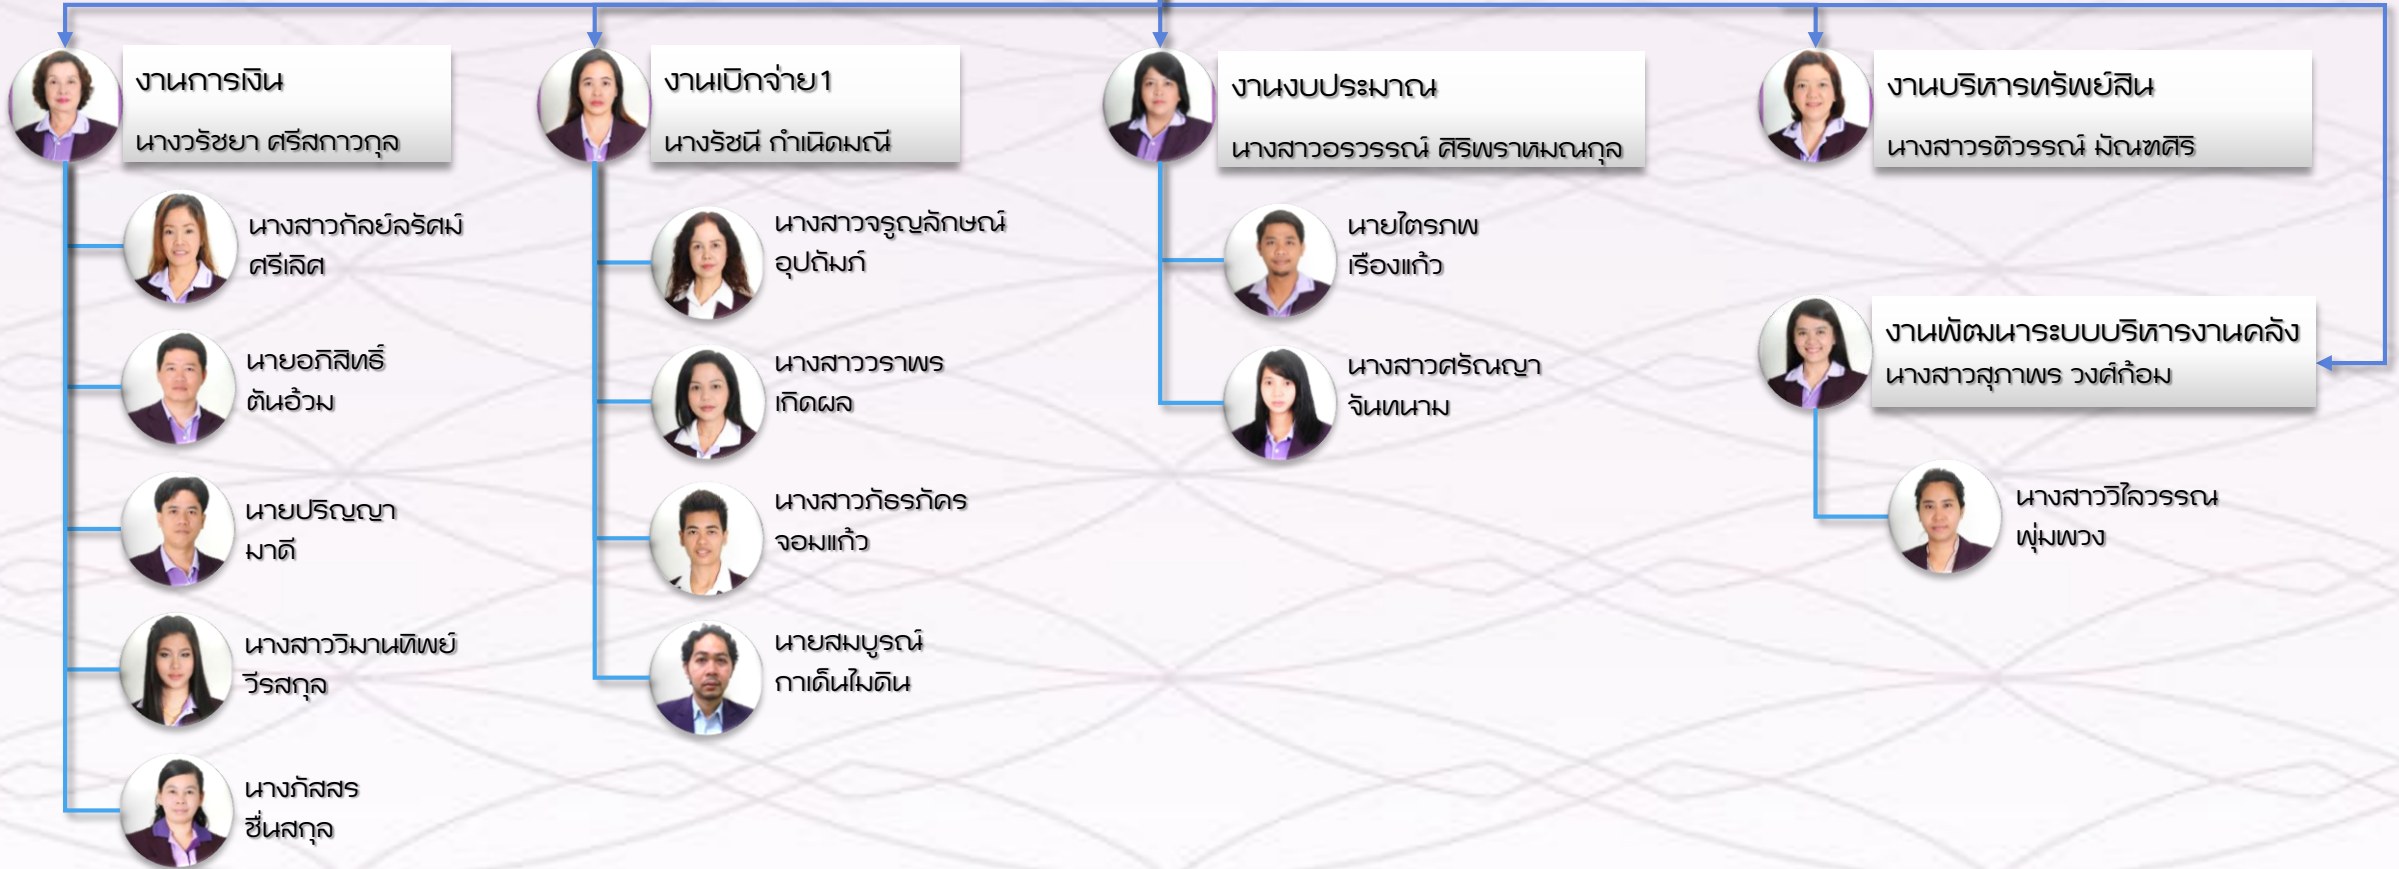 งานการเงิน
นางวรัชยา ศรีสกาวกุล
นางสาวกัลย์ลรัศม์
ศรีเลิศ
นายอภิสิทธิ์
ตันอ้วม
นายปริญญา
มาดี
นางสาววิมานทิพย์
วีรสกุล
นางภัสสร
ชื่นสกุล
งานเบิกจ่าย1
นางรัชนี กำเนิดมณี
นางสาวจรูญลักษณ์
อุปถัมภ์
นางสาววราพร
เกิดผล
นางสาวภัธรภัคร
จอมแก้ว
นายสมบูรณ์
กาเด็นไมดิน
งานงบประมาณ
นางสาวอรวรรณ์ ศิริพราหมณกุล
นายไตรภพ
เรืองแก้ว
นางสาวศรัณญา
จันทนาม
งานบริหารทรัพย์สิน
นางสาวรติวรรณ์ มัณฑศิริ
งานพัฒนาระบบบริหารงานคลัง
นางสาวสุภาพร วงศ์ก้อม
นางสาววิไลวรรณ
พุ่มพวง